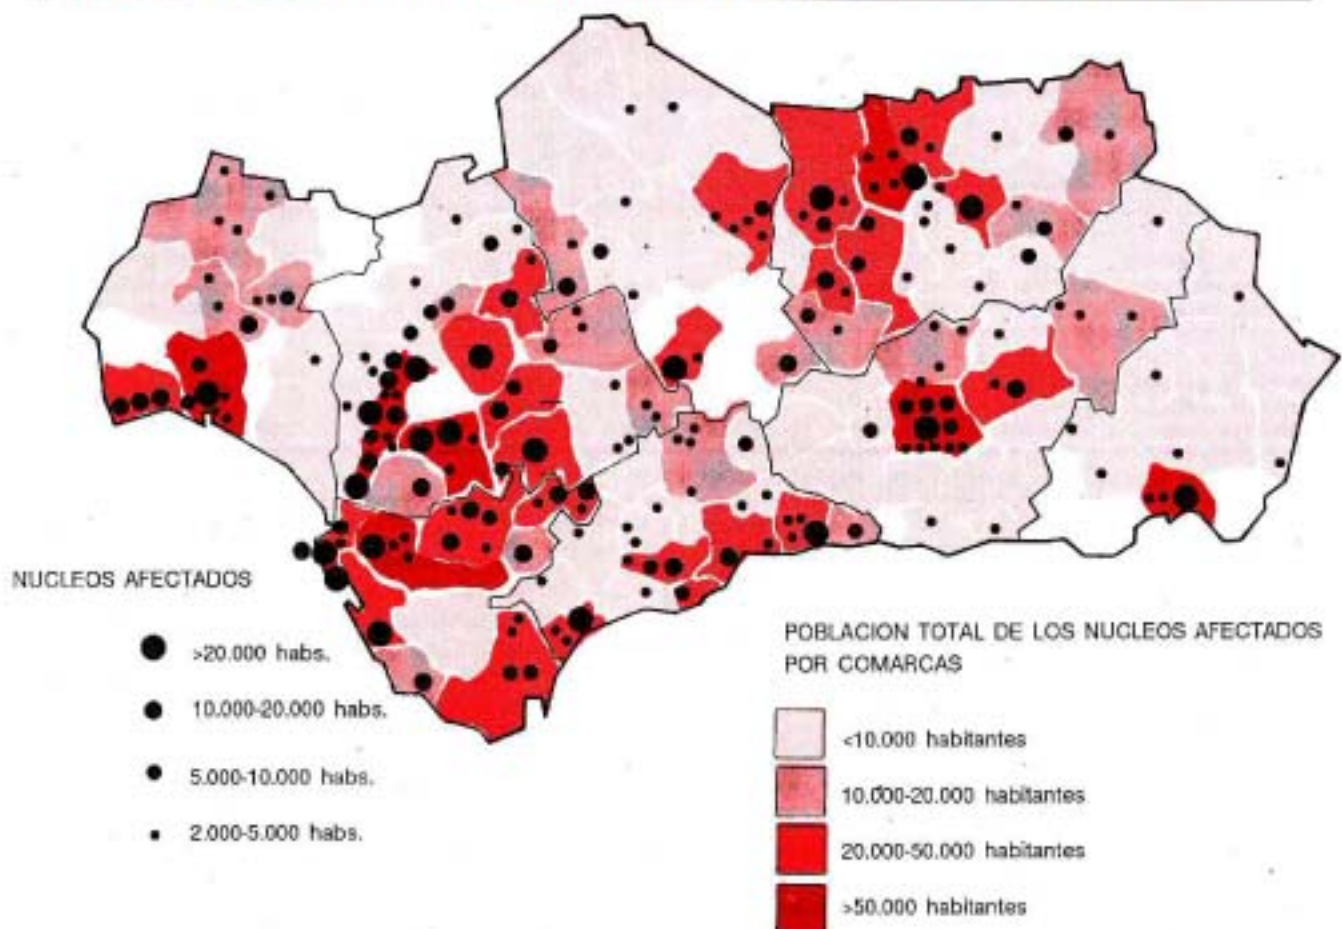 NUCLEOS AFECTADOS
>20.000 habs.
10.000-20.000 habs.
5.000-10.000 habs.
2.000-5.000 habs.
POBLACION TOTAL DE LOS NUCLEOS AFECTADOS
POR COMARCAS
<10.000 habitantes
10.000-20.000 habitantes
20.000-50.000 habitantes
>50.000 habitantes